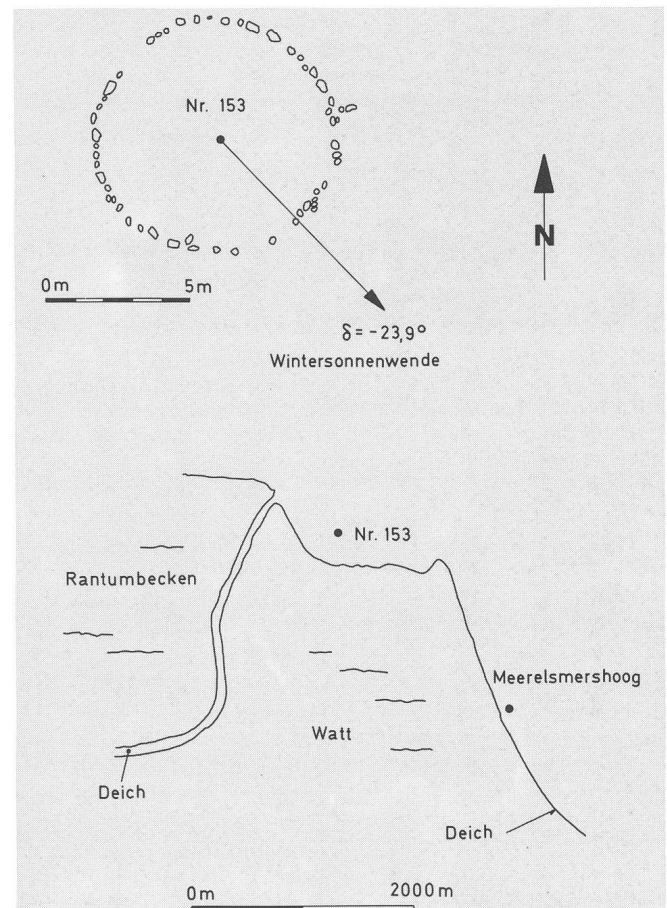 Nr. 153
N
0m 5m
δ = -23,9°
Wintersonnenwende
Nr. 153
Rantumbecken
Meerelsmershoog
Watt
Deich
Deich
0m 2000m